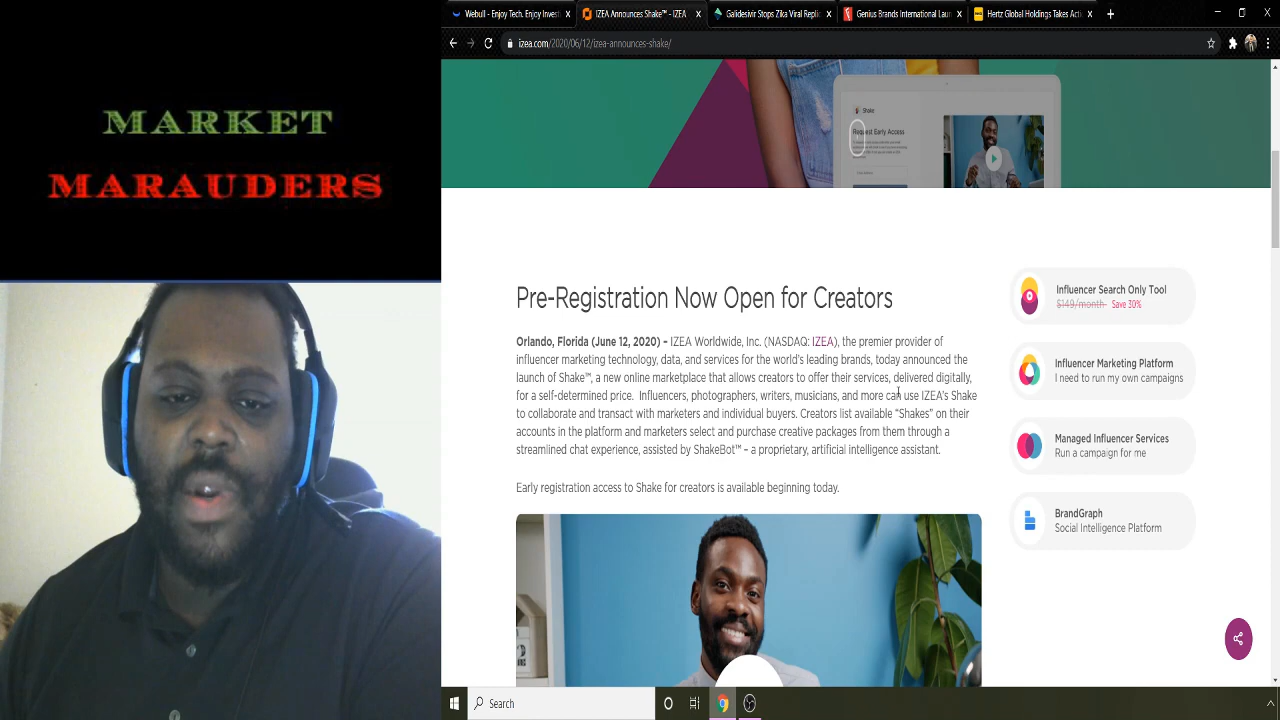 MARKET
MARAUDERS
Webull - Enjoy Tech. Enjoy Invest
IZEA Announces Shake™ - IZEA
Galidesivir Stops Zika Viral Replic
Genius Brands International Laun
Hertz Global Holdings Takes Acti
izea.com/2020/06/12/izea-announces-shake/
Shake
Request Early Access
Pre-Registration Now Open for Creators
Orlando, Florida (June 12, 2020) – IZEA Worldwide, Inc. (NASDAQ: IZEA), the premier provider of
influencer marketing technology, data, and services for the world's leading brands, today announced the
launch of Shake™, a new online marketplace that allows creators to offer their services, delivered digitally,
for a self-determined price. Influencers, photographers, writers, musicians, and more can use IZEA's Shake
to collaborate and transact with marketers and individual buyers. Creators list available "Shakes" on their
accounts in the platform and marketers select and purchase creative packages from them through a
streamlined chat experience, assisted by ShakeBot™ – a proprietary, artificial intelligence assistant.
Early registration access to Shake for creators is available beginning today.
Influencer Search Only Tool
$149/month Save 30%
Influencer Marketing Platform
I need to run my own campaigns
Managed Influencer Services
Run a campaign for me
BrandGraph
Social Intelligence Platform
Search